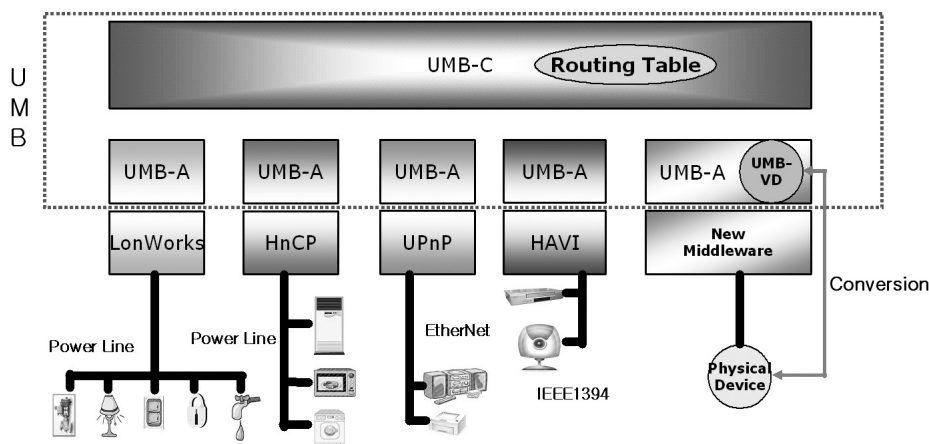 U
M
B
UMB-C
Routing Table
UMB-A
UMB-A
UMB-A
UMB-A
UMB-A
UMB-
VD
LonWorks
HnCP
UPnP
HAVI
New
Middleware
Conversion
Power Line
Power Line
EtherNet
IEEE1394
Physical
Device